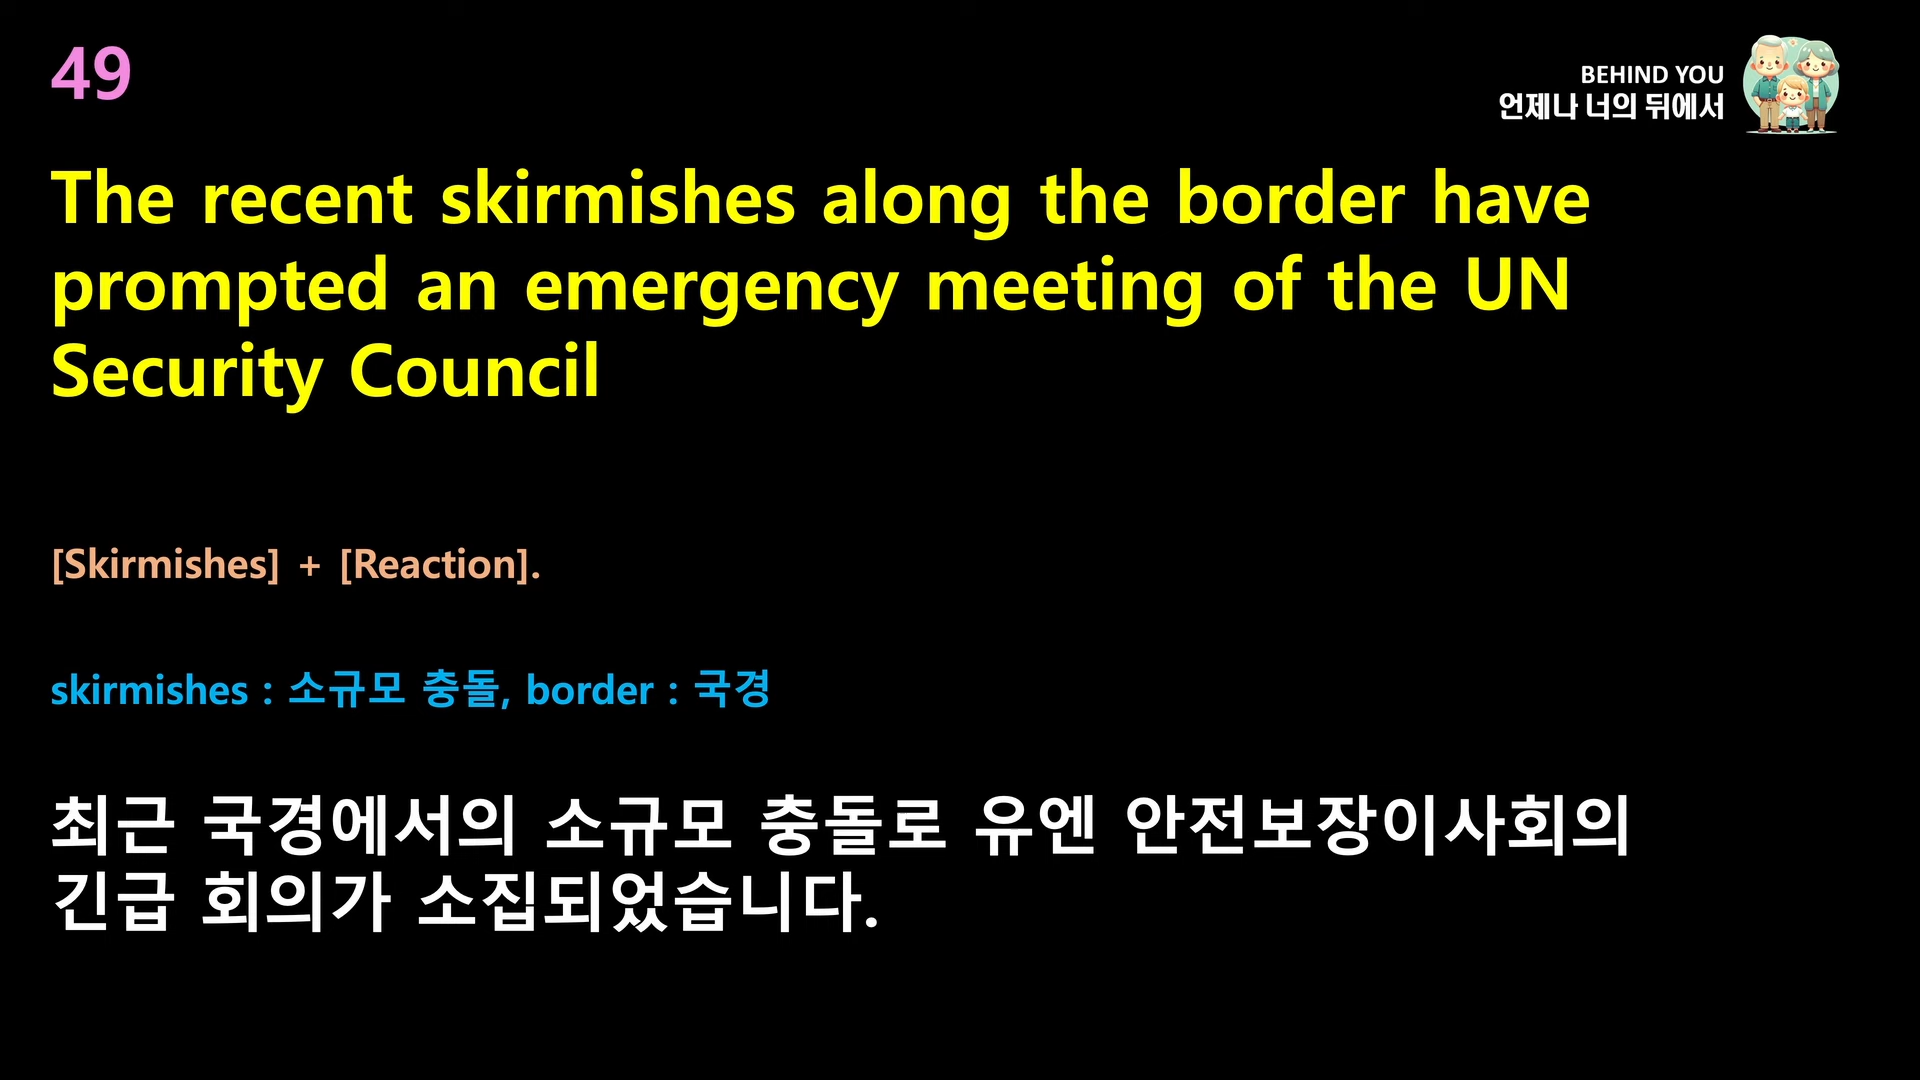 49
BEHIND YOU
언제나 너의 뒤에서
The recent skirmishes along the border have
prompted an emergency meeting of the UN
Security Council
[Skirmishes] + [Reaction].
skirmishes : 소규모 충돌, border : 국경
최근 국경에서의 소규모 충돌로 유엔 안전보장이사회의
긴급 회의가 소집되었습니다.